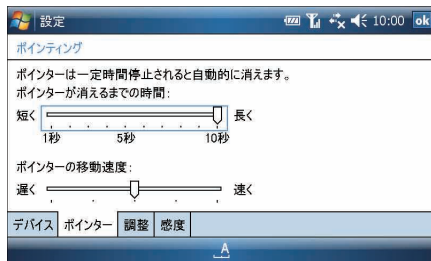 設定 10:00 ok
ポインティング
ポインターは一定時間停止されると自動的に消えます。
ポインターが消えるまでの時間:
短く 長く
1秒 5秒 10秒
ポインターの移動速度:
遅く 速く
デバイス ポインター 調整 感度
A